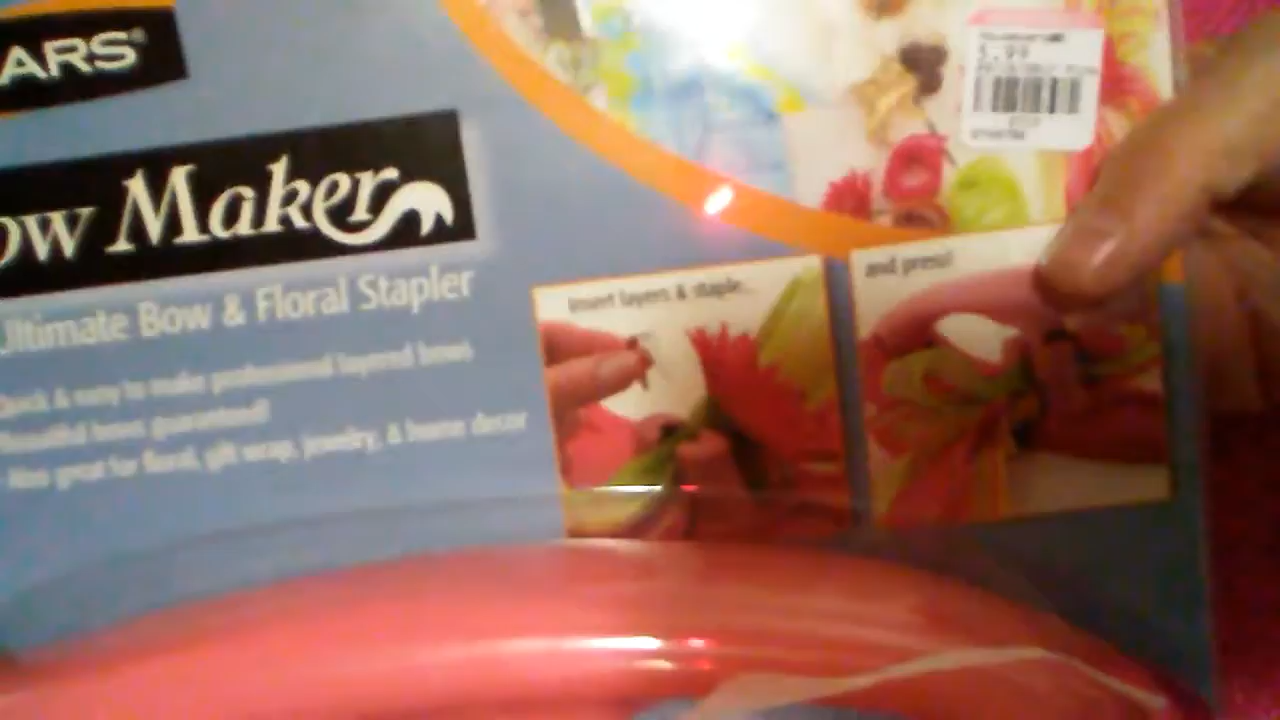 ARS®
ow Maker
Ultimate Bow & Floral Stapler
Quick & easy to make professional layered bows
Beautiful bows guaranteed!
Also great for floral, gift wrap, jewelry, & home decor
Insert layers & staple...
and press!